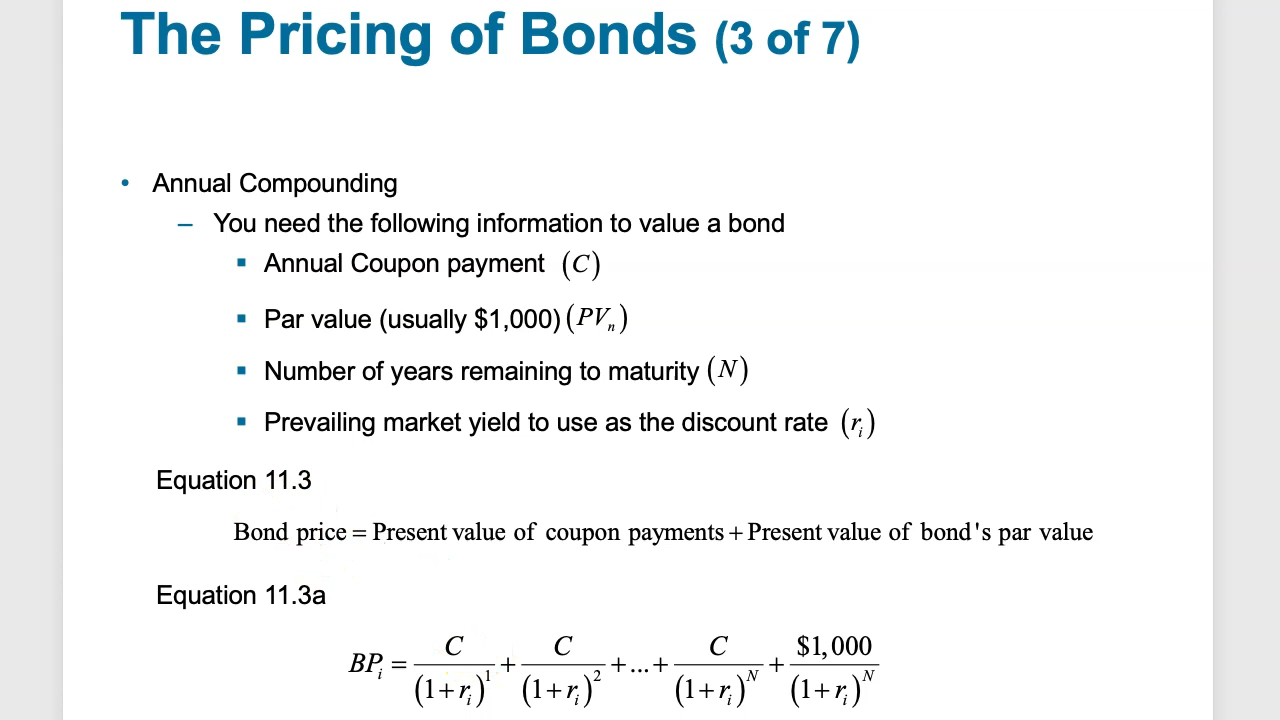 The Pricing of Bonds (3 of 7)
• Annual Compounding
– You need the following information to value a bond
▪ Annual Coupon payment (C)
▪ Par value (usually $1,000) (PVₙ)
▪ Number of years remaining to maturity (N)
▪ Prevailing market yield to use as the discount rate (rᵢ)
Equation 11.3
Bond price = Present value of coupon payments + Present value of bond's par value
Equation 11.3a
BPᵢ = C/(1+rᵢ)¹ + C/(1+rᵢ)² + ... + C/(1+rᵢ)ᴺ + $1,000/(1+rᵢ)ᴺ